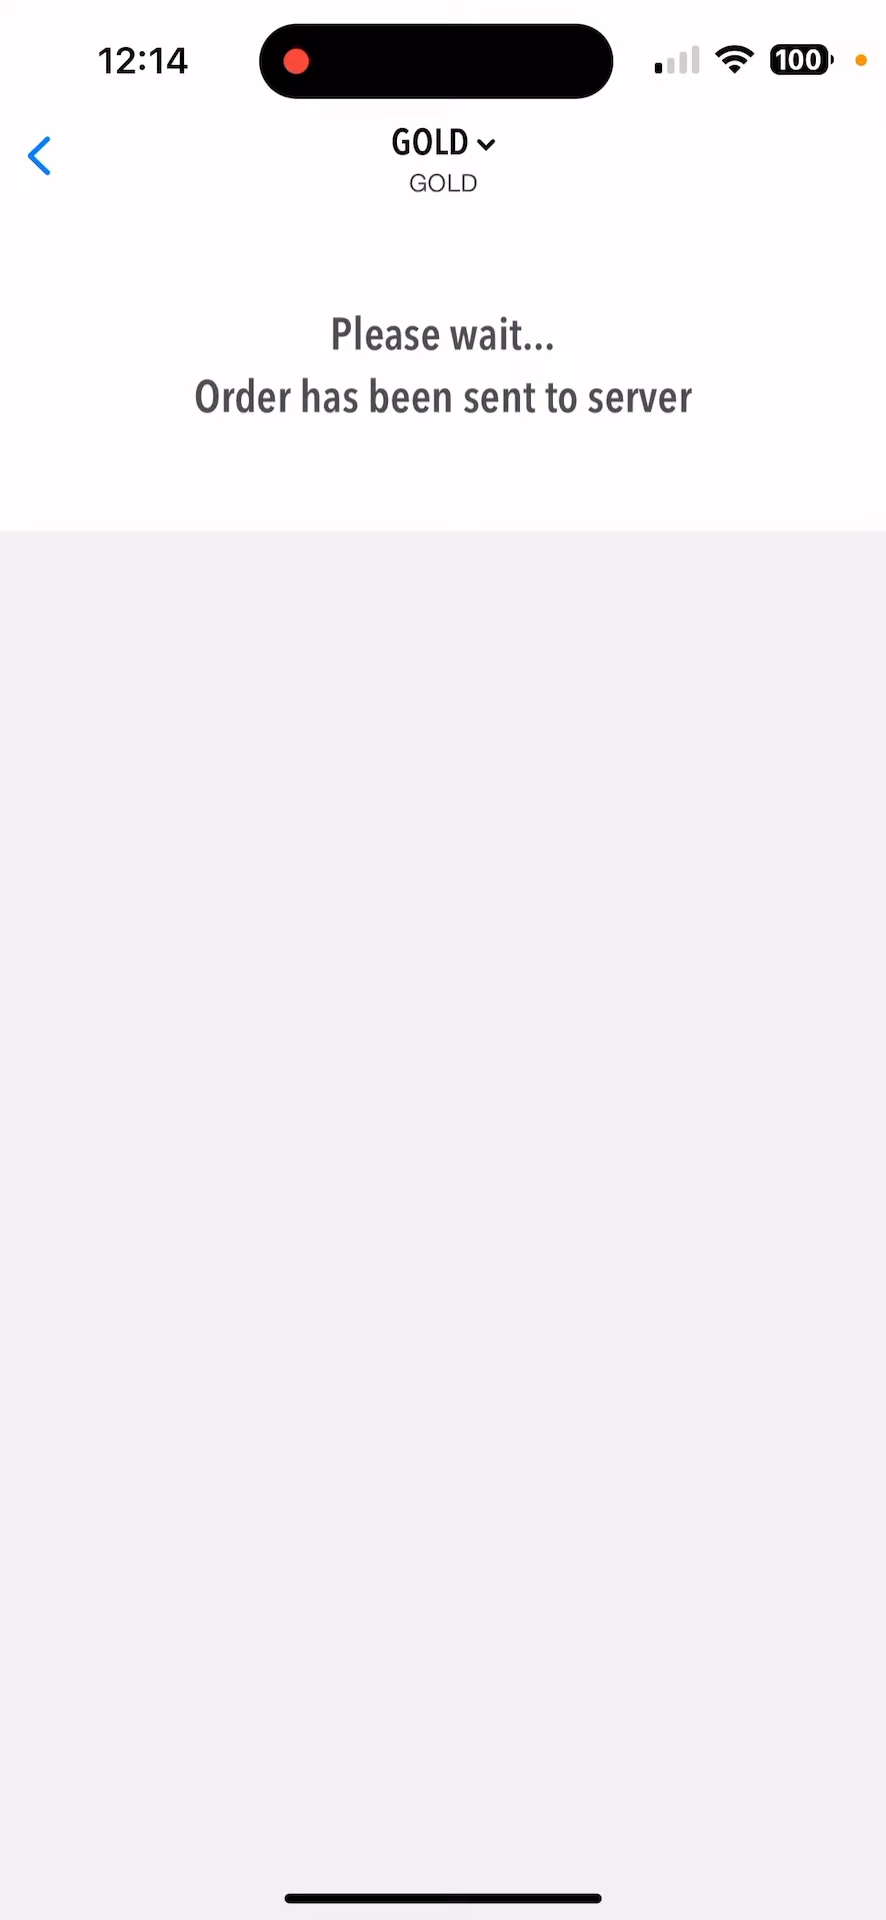 12:14
100
GOLD
GOLD
Please wait...
Order has been sent to server